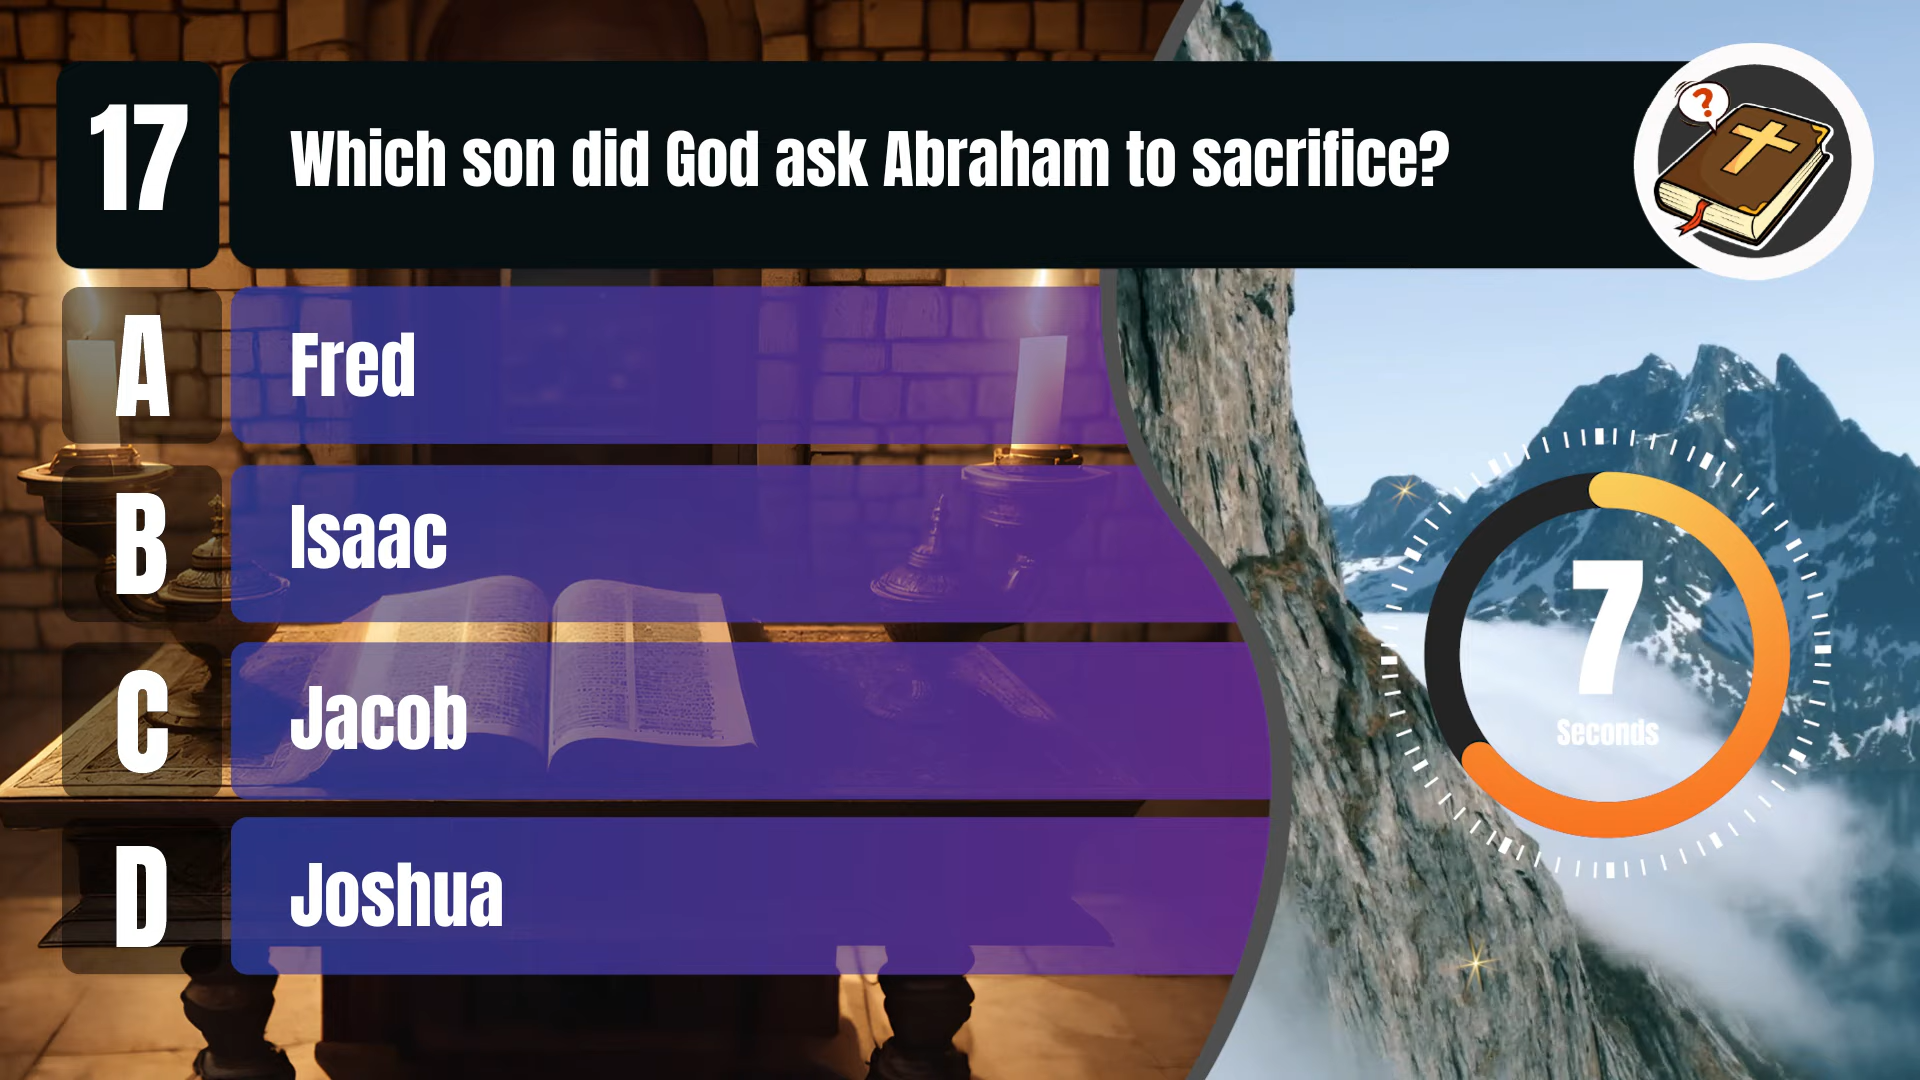 17
Which son did God ask Abraham to sacrifice?
?
A
Fred
B
Isaac
C
Jacob
D
Joshua
7
Seconds